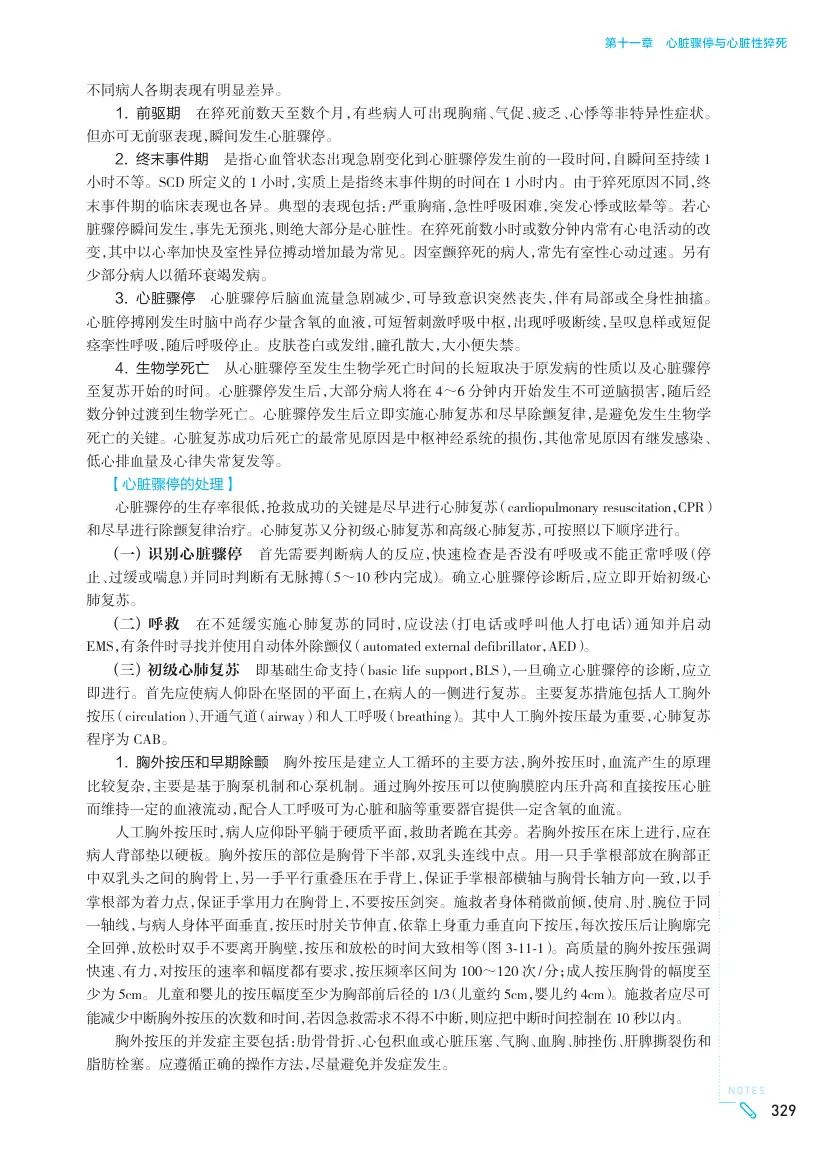 第十一章 心脏骤停与心脏性猝死
不同病人各期表现有明显差异。
1. 前驱期 在猝死前数天至数个月,有些病人可出现胸痛、气促、疲乏、心悸等非特异性症状。
但亦可无前驱表现,瞬间发生心脏骤停。
2. 终末事件期 是指心血管状态出现急剧变化到心脏骤停发生前的一段时间,自瞬间至持续 1
小时不等。SCD 所定义的 1 小时,实质上是指终末事件期的时间在 1 小时内。由于猝死原因不同,终
末事件期的临床表现也各异。典型的表现包括:严重胸痛,急性呼吸困难,突发心悸或眩晕等。若心
脏骤停瞬间发生,事先无预兆,则绝大部分是心脏性。在猝死前数小时或数分钟内常有心电活动的改
变,其中以心率加快及室性异位搏动增加最为常见。因室颤猝死的病人,常先有室性心动过速。另有
少部分病人以循环衰竭发病。
3. 心脏骤停 心脏骤停后脑血流量急剧减少,可导致意识突然丧失,伴有局部或全身性抽搐。
心脏停搏刚发生时脑中尚存少量含氧的血液,可短暂刺激呼吸中枢,出现呼吸断续,呈叹息样或短促
痉挛性呼吸,随后呼吸停止。皮肤苍白或发绀,瞳孔散大,大小便失禁。
4. 生物学死亡 从心脏骤停至发生生物学死亡时间的长短取决于原发病的性质以及心脏骤停
至复苏开始的时间。心脏骤停发生后,大部分病人将在 4～6 分钟内开始发生不可逆脑损害,随后经
数分钟过渡到生物学死亡。心脏骤停发生后立即实施心肺复苏和尽早除颤复律,是避免发生生物学
死亡的关键。心脏复苏成功后死亡的最常见原因是中枢神经系统的损伤,其他常见原因有继发感染、
低心排血量及心律失常复发等。
【心脏骤停的处理】
心脏骤停的生存率很低,抢救成功的关键是尽早进行心肺复苏(cardiopulmonary resuscitation,CPR)
和尽早进行除颤复律治疗。心肺复苏又分初级心肺复苏和高级心肺复苏,可按照以下顺序进行。
(一) 识别心脏骤停 首先需要判断病人的反应,快速检查是否没有呼吸或不能正常呼吸(停
止、过缓或喘息)并同时判断有无脉搏(5～10 秒内完成)。确立心脏骤停诊断后,应立即开始初级心
肺复苏。
(二) 呼救 在不延缓实施心肺复苏的同时,应设法(打电话或呼叫他人打电话)通知并启动
EMS,有条件时寻找并使用自动体外除颤仪(automated external defibrillator,AED)。
(三) 初级心肺复苏 即基础生命支持(basic life support,BLS),一旦确立心脏骤停的诊断,应立
即进行。首先应使病人仰卧在坚固的平面上,在病人的一侧进行复苏。主要复苏措施包括人工胸外
按压(circulation)、开通气道(airway)和人工呼吸(breathing)。其中人工胸外按压最为重要,心肺复苏
程序为 CAB。
1. 胸外按压和早期除颤 胸外按压是建立人工循环的主要方法,胸外按压时,血流产生的原理
比较复杂,主要是基于胸泵机制和心泵机制。通过胸外按压可以使胸膜腔内压升高和直接按压心脏
而维持一定的血液流动,配合人工呼吸可为心脏和脑等重要器官提供一定含氧的血流。
人工胸外按压时,病人应仰卧平躺于硬质平面,救助者跪在其旁。若胸外按压在床上进行,应在
病人背部垫以硬板。胸外按压的部位是胸骨下半部,双乳头连线中点。用一只手掌根部放在胸部正
中双乳头之间的胸骨上,另一手平行重叠压在手背上,保证手掌根部横轴与胸骨长轴方向一致,以手
掌根部为着力点,保证手掌用力在胸骨上,不要按压剑突。施救者身体稍微前倾,使肩、肘、腕位于同
一轴线,与病人身体平面垂直,按压时肘关节伸直,依靠上身重力垂直向下按压,每次按压后让胸廓完
全回弹,放松时双手不要离开胸壁,按压和放松的时间大致相等(图 3-11-1)。高质量的胸外按压强调
快速、有力,对按压的速率和幅度都有要求,按压频率区间为 100～120 次/分;成人按压胸骨的幅度至
少为 5cm。儿童和婴儿的按压幅度至少为胸部前后径的 1/3(儿童约 5cm,婴儿约 4cm)。施救者应尽可
能减少中断胸外按压的次数和时间,若因急救需求不得不中断,则应把中断时间控制在 10 秒以内。
胸外按压的并发症主要包括:肋骨骨折、心包积血或心脏压塞、气胸、血胸、肺挫伤、肝脾撕裂伤和
脂肪栓塞。应遵循正确的操作方法,尽量避免并发症发生。
NOTES
329